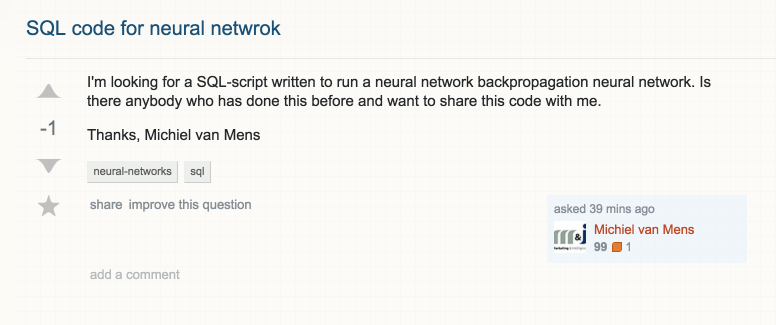 SQL code for neural netwrok
I'm looking for a SQL-script written to run a neural network backpropagation neural network. Is
there anybody who has done this before and want to share this code with me.
-1
Thanks, Michiel van Mens
neural-networks sql
share improve this question
asked 39 mins ago
Michiel van Mens
99 1
add a comment